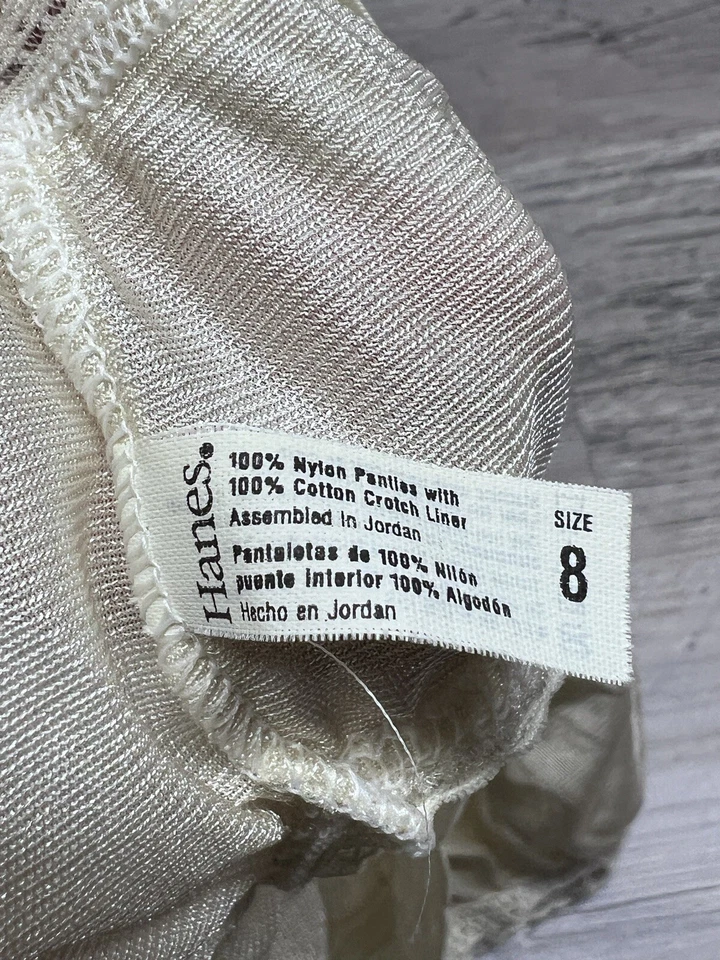 Hanes.
100% Nylon Panties with
100% Cotton Crotch Liner
Assembled in Jordan
Pantaletas de 100% Nilón
puente interior 100% Algodón
Hecho en Jordan
SIZE
8